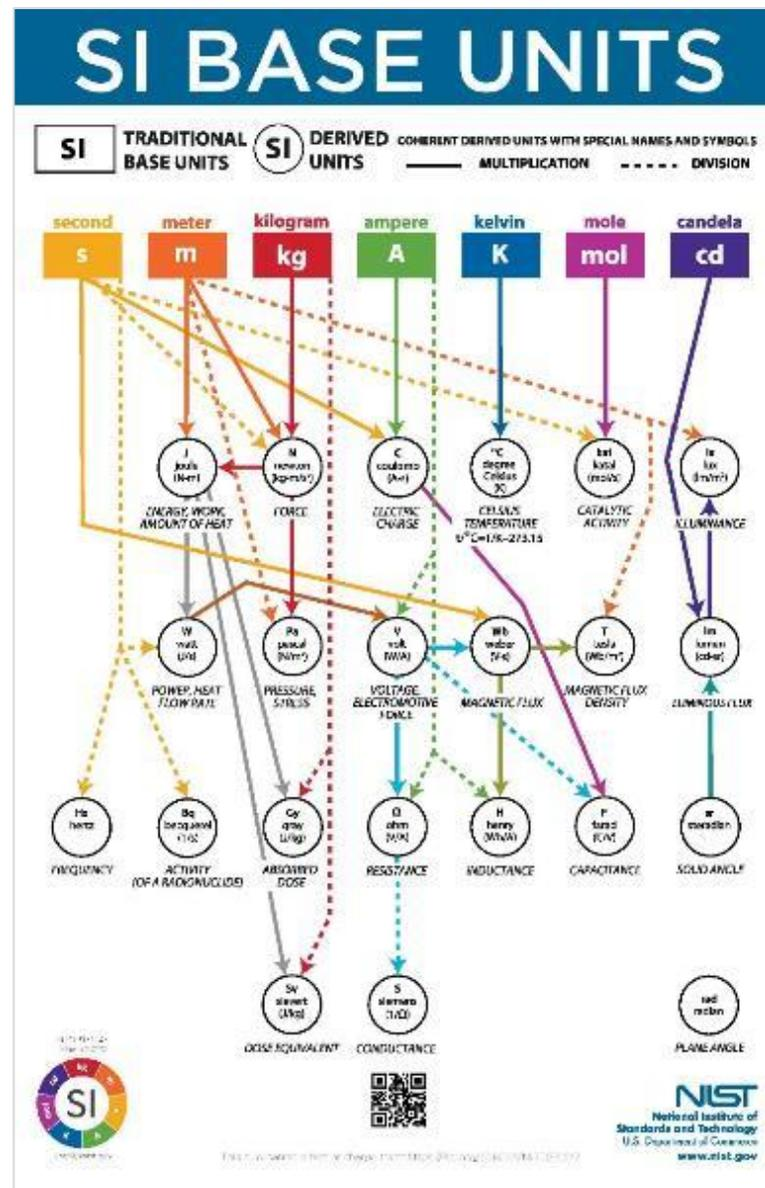 SI BASE UNITS
SI TRADITIONAL BASE UNITS
SI DERIVED UNITS
COHERENT DERIVED UNITS WITH SPECIAL NAMES AND SYMBOLS
MULTIPLICATION
DIVISION
second meter kilogram ampere kelvin mole candela
s m kg A K mol cd
J
joule
(N·m)
ENERGY, WORK,
AMOUNT OF HEAT
N
newton
(kg·m/s²)
FORCE
C
coulomb
(A·s)
ELECTRIC
CHARGE
°C
degree
Celsius
(K)
CELSIUS
TEMPERATURE
kat
katal
(mol/s)
CATALYTIC
ACTIVITY
lx
lux
(lm/m²)
ILLUMINANCE
W
watt
(J/s)
POWER, HEAT
FLOW RATE
Pa
pascal
(N/m²)
PRESSURE,
STRESS
V
volt
(W/A)
VOLTAGE,
ELECTROMOTIVE
FORCE
Wb
weber
(V·s)
MAGNETIC FLUX
T
tesla
(Wb/m²)
MAGNETIC FLUX
DENSITY
lm
lumen
(cd·sr)
LUMINOUS FLUX
Hz
hertz
FREQUENCY
Bq
becquerel
(1/s)
ACTIVITY
(OF A RADIONUCLIDE)
Gy
gray
(J/kg)
ABSORBED
DOSE
Ω
ohm
(V/A)
RESISTANCE
H
henry
(Wb/A)
INDUCTANCE
F
farad
(C/V)
CAPACITANCE
sr
steradian
SOLID ANGLE
Sv
sievert
(J/kg)
DOSE EQUIVALENT
S
siemens
(1/Ω)
CONDUCTANCE
rad
radian
PLANE ANGLE
SI
kg
m
s
A
K
mol
cd
NIST
National Institute of
Standards and Technology
U.S. Department of Commerce
www.nist.gov